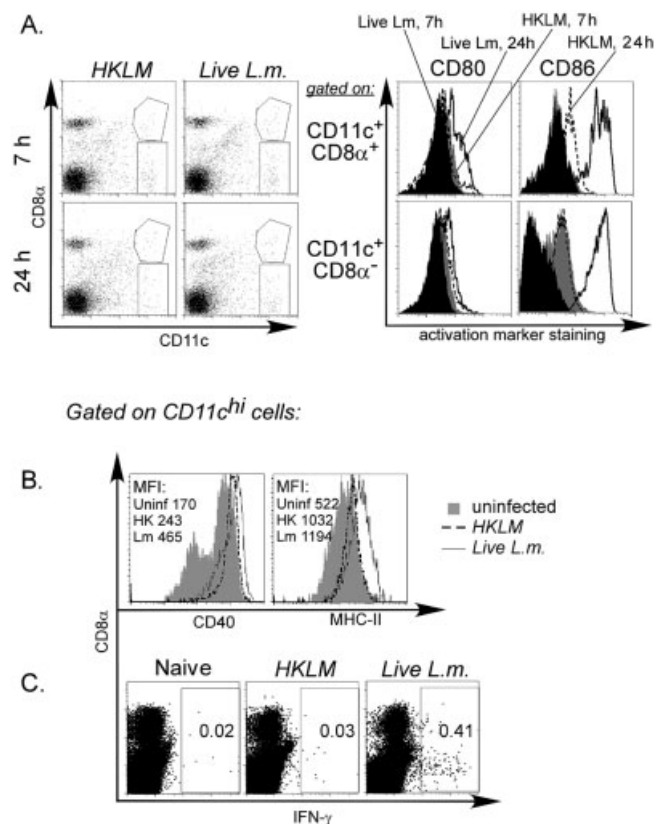 A.
Live Lm, 7h
HKLM, 7h
Live Lm, 24h
HKLM, 24h
HKLM
Live L.m.
gated on:
CD80
CD86
7 h
24 h
CD8α
CD11c
CD11c+
CD8α+
CD11c+
CD8α-
activation marker staining
Gated on CD11chi cells:
B.
MFI:
Uninf 170
HK 243
Lm 465
MFI:
Uninf 522
HK 1032
Lm 1194
uninfected
HKLM
Live L.m.
CD8α
CD40
MHC-II
C.
Naive
HKLM
Live L.m.
0.02
0.03
0.41
IFN-γ